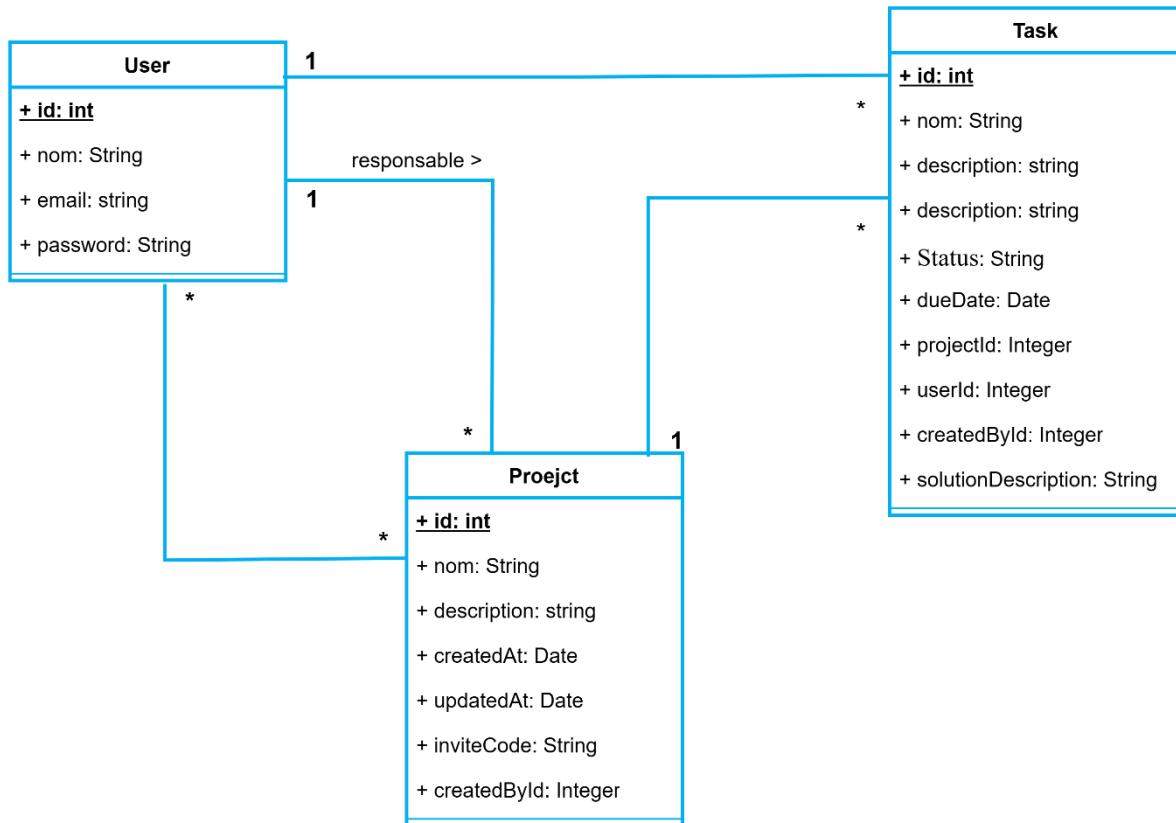 User
+ id: int
+ nom: String
+ email: string
+ password: String
1
*
responsable >
1
*
Task
+ id: int
+ nom: String
+ description: string
+ description: string
+ Status: String
+ dueDate: Date
+ projectId: Integer
+ userId: Integer
+ createdById: Integer
+ solutionDescription: String
*
1
*
*
*
Proejct
+ id: int
+ nom: String
+ description: string
+ createdAt: Date
+ updatedAt: Date
+ inviteCode: String
+ createdById: Integer